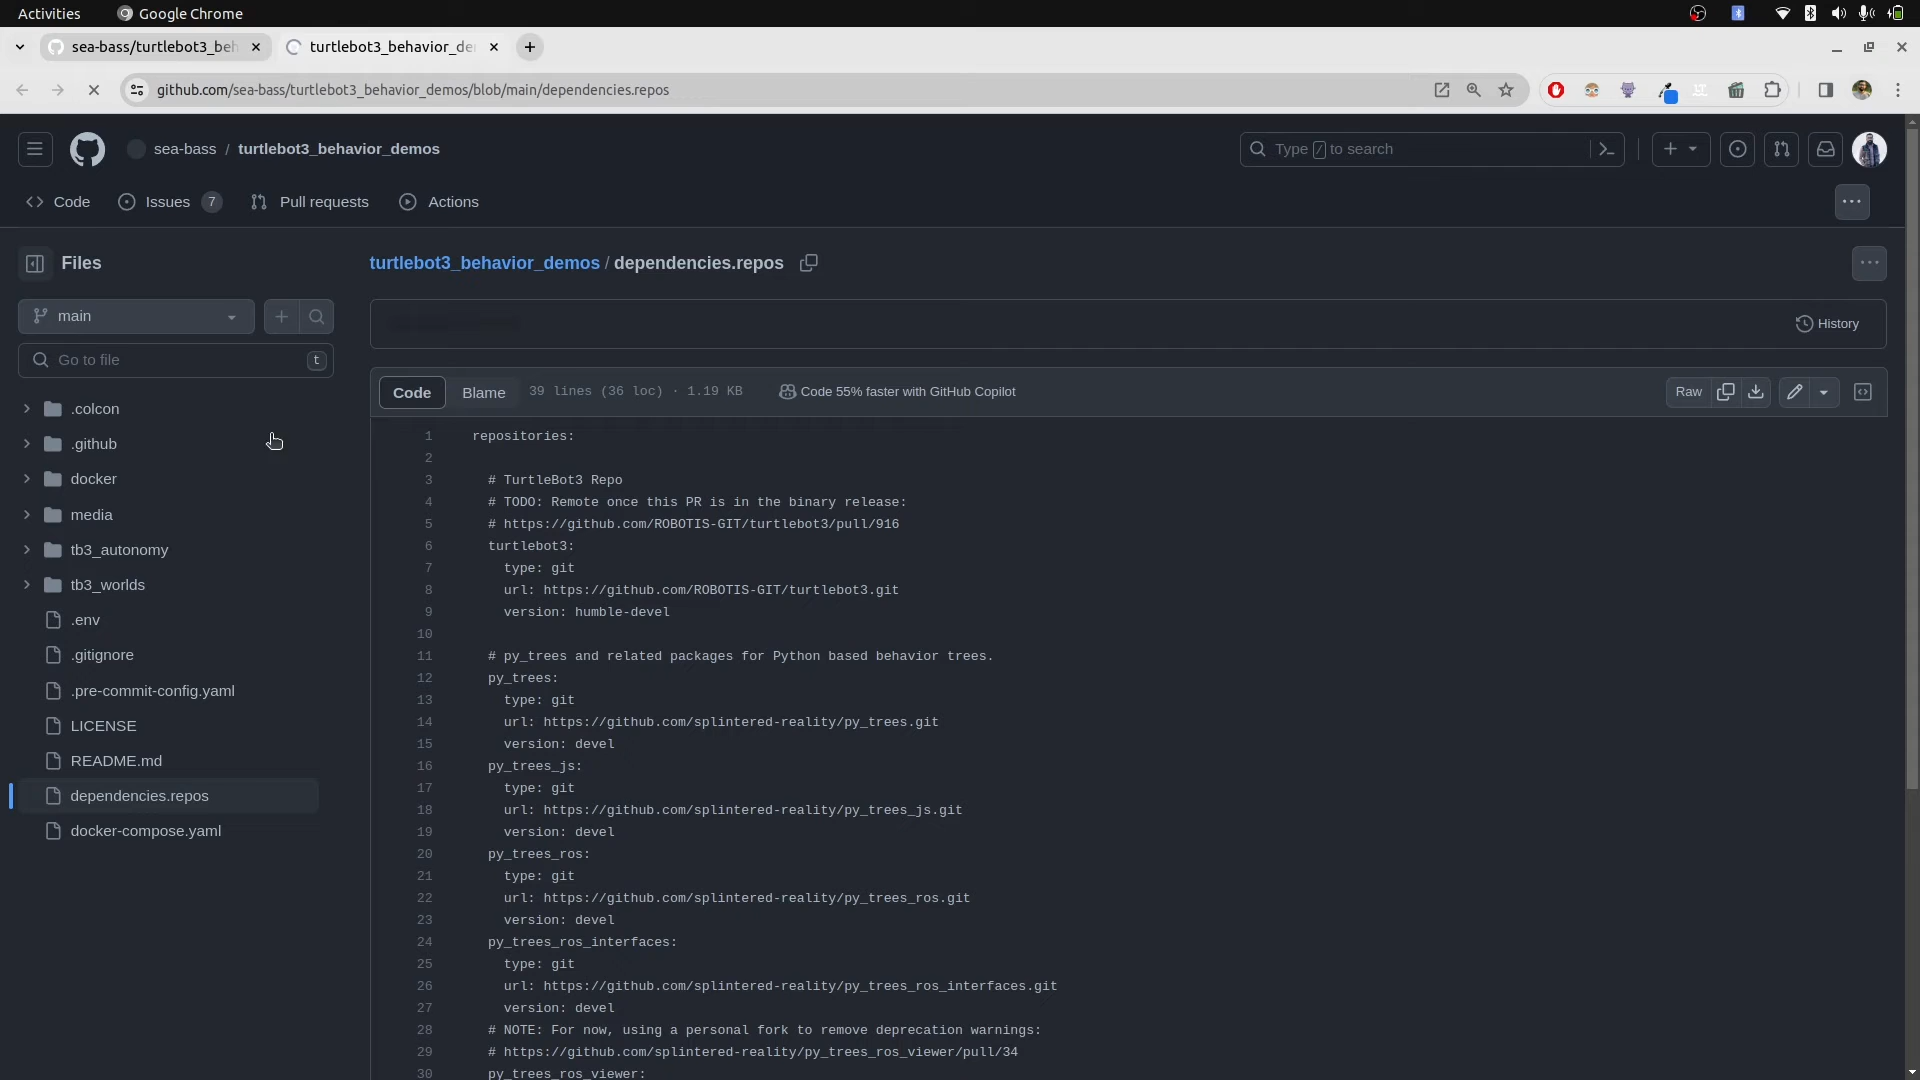 Activities Google Chrome
sea-bass/turtlebot3_beh turtlebot3_behavior_de
github.com/sea-bass/turtlebot3_behavior_demos/blob/main/dependencies.repos
sea-bass / turtlebot3_behavior_demos Type / to search
Code Issues 7 Pull requests Actions
Files
turtlebot3_behavior_demos / dependencies.repos
main
History
Go to file t
Code Blame 39 lines (36 loc) · 1.19 KB Code 55% faster with GitHub Copilot Raw
.colcon
.github
docker
media
tb3_autonomy
tb3_worlds
.env
.gitignore
.pre-commit-config.yaml
LICENSE
README.md
dependencies.repos
docker-compose.yaml
1 repositories:
2
3 # TurtleBot3 Repo
4 # TODO: Remote once this PR is in the binary release:
5 # https://github.com/ROBOTIS-GIT/turtlebot3/pull/916
6 turtlebot3:
7 type: git
8 url: https://github.com/ROBOTIS-GIT/turtlebot3.git
9 version: humble-devel
10
11 # py_trees and related packages for Python based behavior trees.
12 py_trees:
13 type: git
14 url: https://github.com/splintered-reality/py_trees.git
15 version: devel
16 py_trees_js:
17 type: git
18 url: https://github.com/splintered-reality/py_trees_js.git
19 version: devel
20 py_trees_ros:
21 type: git
22 url: https://github.com/splintered-reality/py_trees_ros.git
23 version: devel
24 py_trees_ros_interfaces:
25 type: git
26 url: https://github.com/splintered-reality/py_trees_ros_interfaces.git
27 version: devel
28 # NOTE: For now, using a personal fork to remove deprecation warnings:
29 # https://github.com/splintered-reality/py_trees_ros_viewer/pull/34
30 py_trees_ros_viewer: